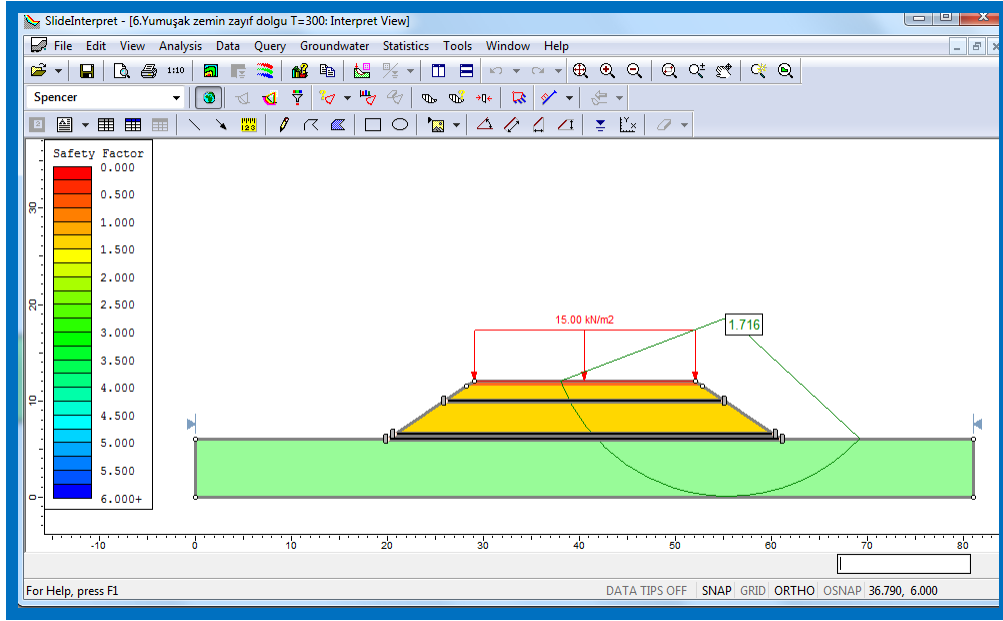 SlideInterpret - [6.Yumuşak zemin zayıf dolgu T=300: Interpret View]
File Edit View Analysis Data Query Groundwater Statistics Tools Window Help
1:10
Spencer
123
Safety Factor
0.000
0.500
1.000
1.500
2.000
2.500
3.000
3.500
4.000
4.500
5.000
5.500
6.000+
30
20
10
0
15.00 kN/m2
1.716
-10 0 10 20 30 40 50 60 70 80
For Help, press F1 DATA TIPS OFF SNAP GRID ORTHO OSNAP 36.790, 6.000